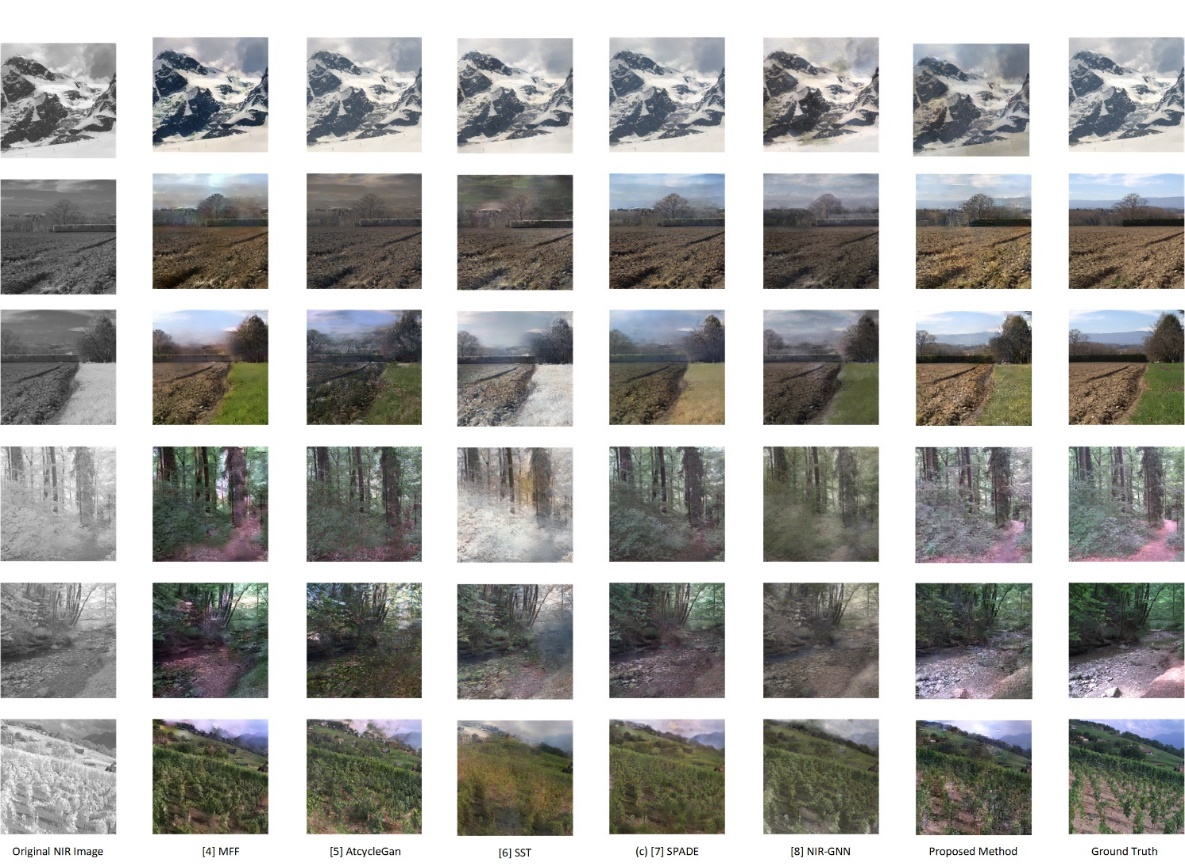 Original NIR Image
[4] MFF
[5] AtcycleGan
[6] SST
(c) [7] SPADE
[8] NIR-GNN
Proposed Method
Ground Truth